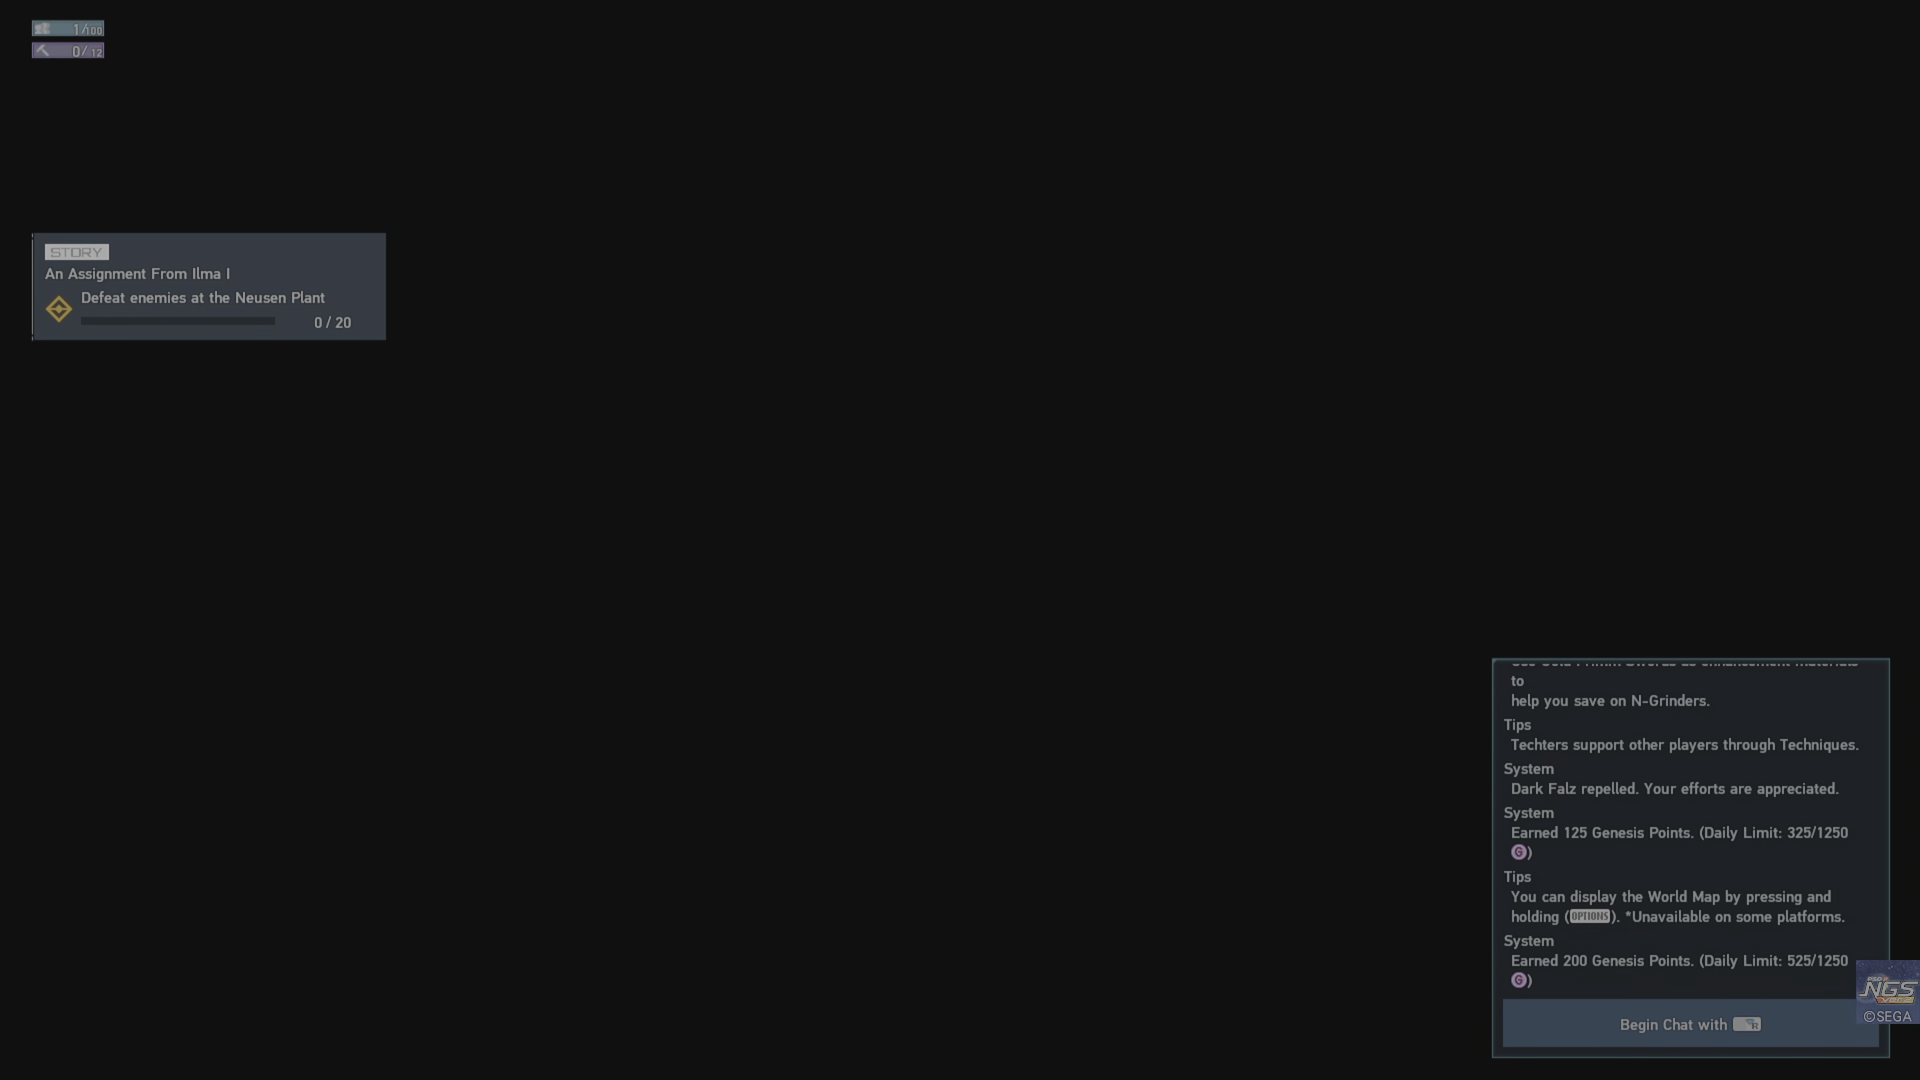 1/100
0/12
STORY
An Assignment From Ilma I
Defeat enemies at the Neusen Plant
0 / 20
to
help you save on N-Grinders.
Tips
Techters support other players through Techniques.
System
Dark Falz repelled. Your efforts are appreciated.
System
Earned 125 Genesis Points. (Daily Limit: 325/1250
G)
Tips
You can display the World Map by pressing and
holding (OPTIONS). *Unavailable on some platforms.
System
Earned 200 Genesis Points. (Daily Limit: 525/1250
G)
Begin Chat with R
NGS
©SEGA